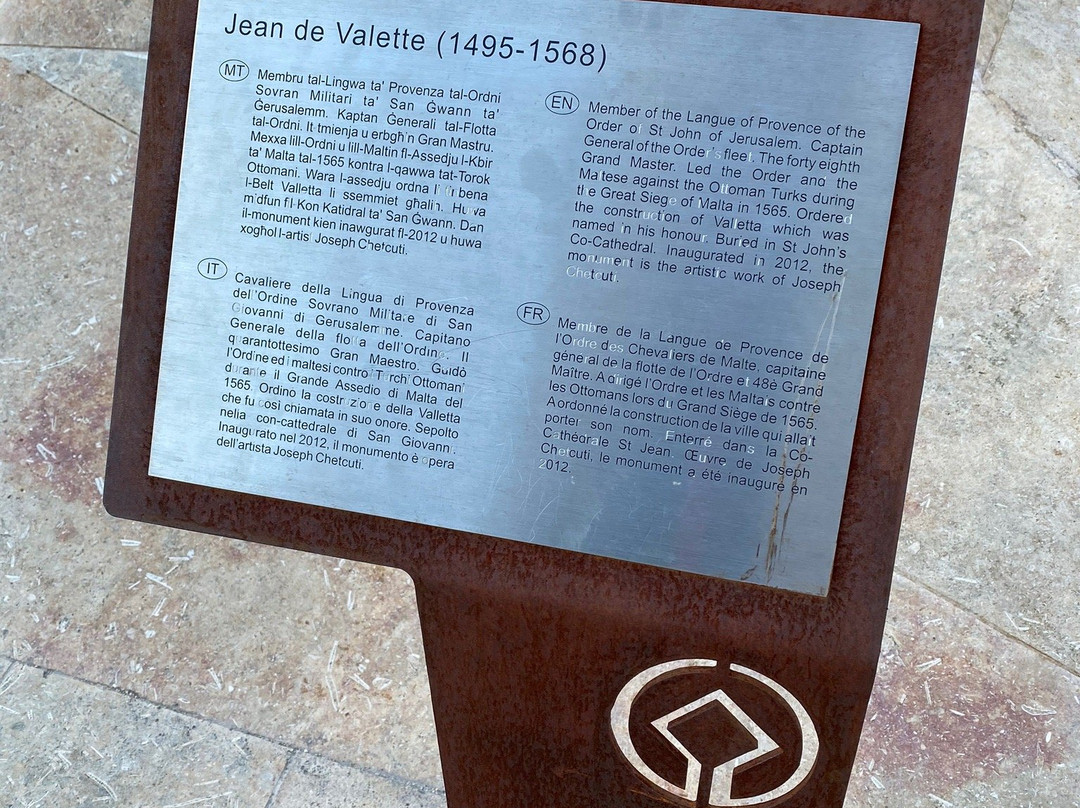 Jean de Valette (1495-1568)
MT
Membru tal-Lingwa ta' Provenza tal-Ordni
Sovran Militari ta' San Ġwann ta'
Ġerusalemm. Kaptan Ġenerali tal-Flotta
tal-Ordni. It-tmienja u erbgħin Gran Mastru.
Mexxa lill-Ordni u lill-Maltin fl-Assedju l-Kbir
ta' Malta tal-1565 kontra l-qawwa tat-Torok
Ottomani. Wara l-assedju ordna l- bena
l-Belt Valletta li ssemmiet għalih. Huwa
midfun fil-Kon Katidral ta' San Ġwann. Dan
il-monument kien inawgurat fl-2012 u huwa
xogħol l-artist Joseph Chetcuti.
EN
Member of the Langue of Provence of the
Order of St John of Jerusalem. Captain
General of the Order's fleet. The forty eighth
Grand Master. Led the Order and the
Maltese against the Ottoman Turks during
the Great Siege of Malta in 1565. Ordered
the construction of Valletta which was
named in his honour. Buried in St John's
Co-Cathedral. Inaugurated in 2012, the
monument is the artistic work of Joseph
Chetcuti.
IT
Cavaliere della Lingua di Provenza
dell'Ordine Sovrano Militare di San
Giovanni di Gerusalemme. Capitano
Generale della flotta dell'Ordine. Il
quarantottesimo Gran Maestro. Guidò
l'Ordine ed i maltesi contro i Turchi Ottomani
durante il Grande Assedio di Malta del
1565. Ordino la costruzione della Valletta
che fu cosi chiamata in suo onore. Sepolto
nella con-cattedrale di San Giovanni.
Inaugurato nel 2012, il monumento è opera
dell'artista Joseph Chetcuti.
FR
Membre de la Langue de Provence de
l'Ordre des Chevaliers de Malte, capitaine
général de la flotte de l'Ordre et 48è Grand
Maître. A dirigé l'Ordre et les Maltais contre
les Ottomans lors du Grand Siège de 1565.
A ordonné la construction de la ville qui allait
porter son nom. Enterré dans la Co-
Cathédrale St Jean. Œuvre de Joseph
Chetcuti, le monument a été inauguré en
2012.